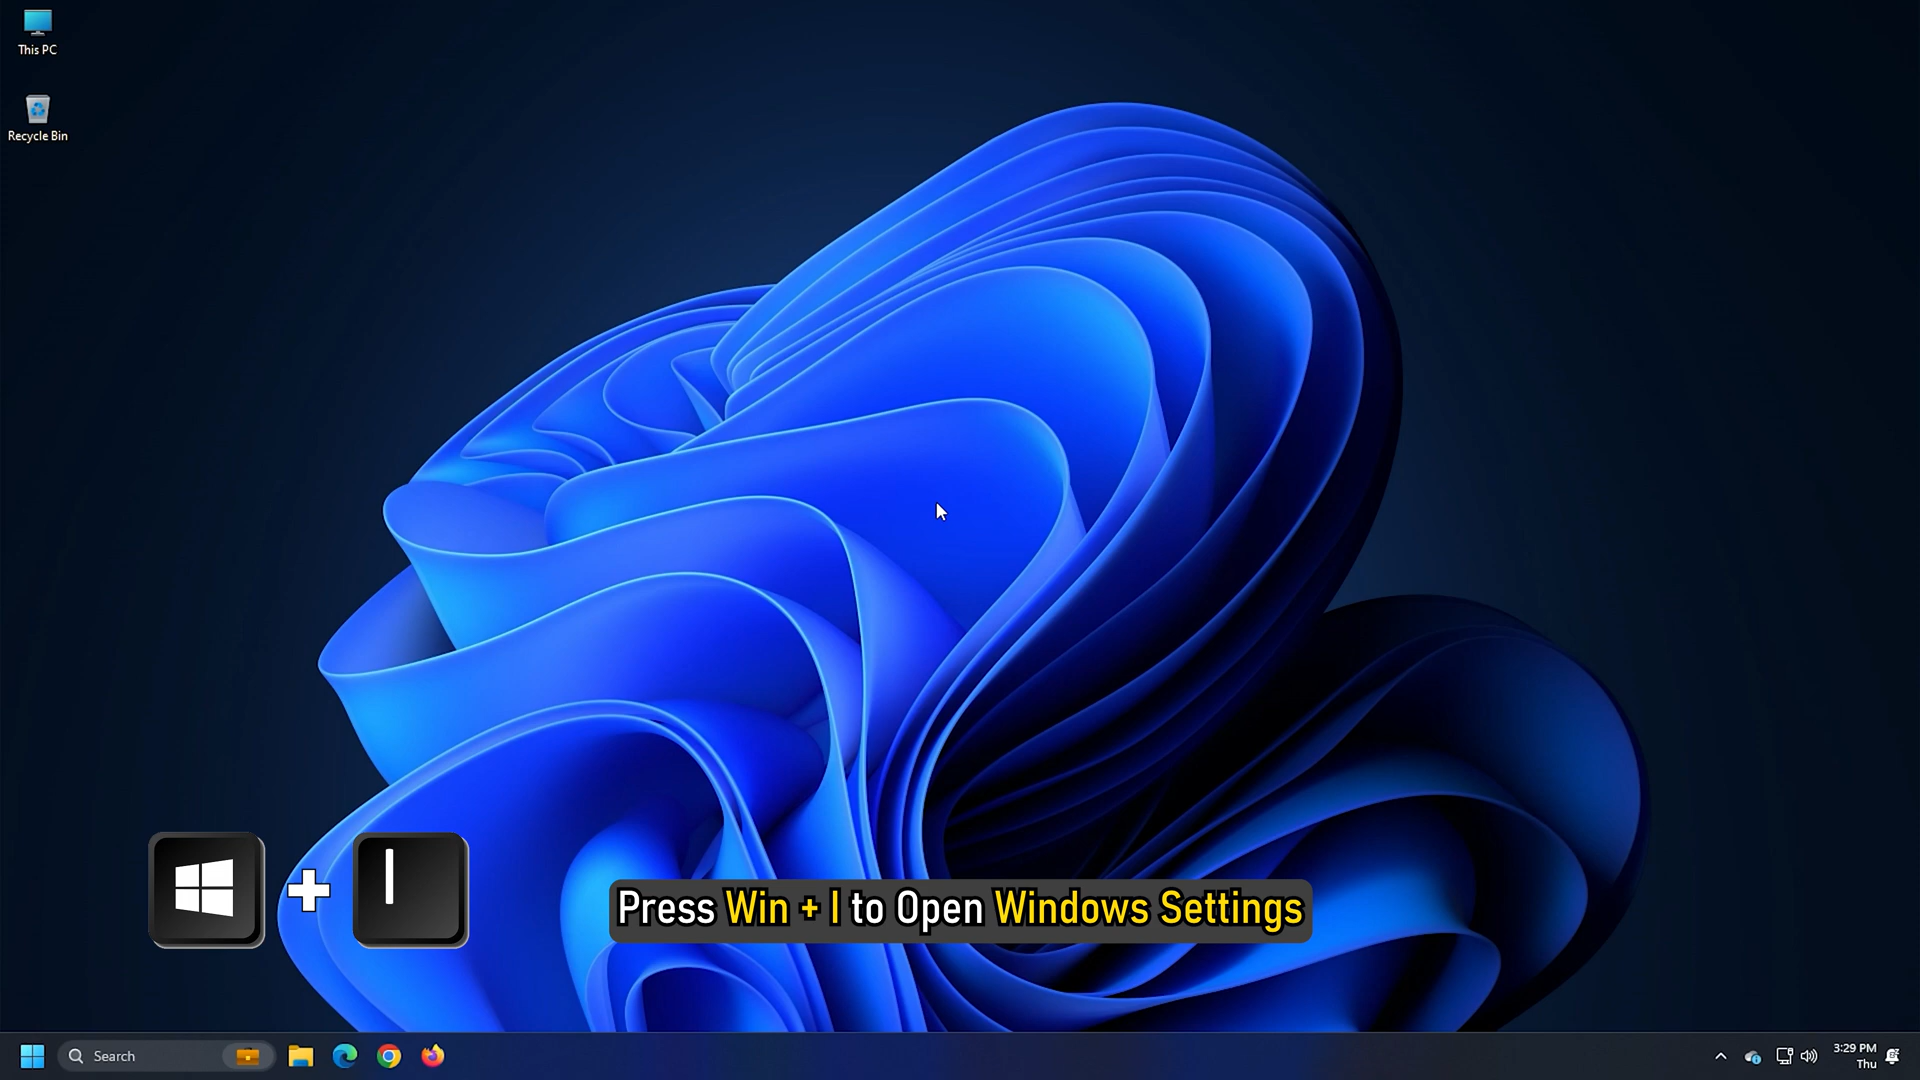 This PC
Recycle Bin
I
Press Win + I to Open Windows Settings
Search
3:29 PM
Thu